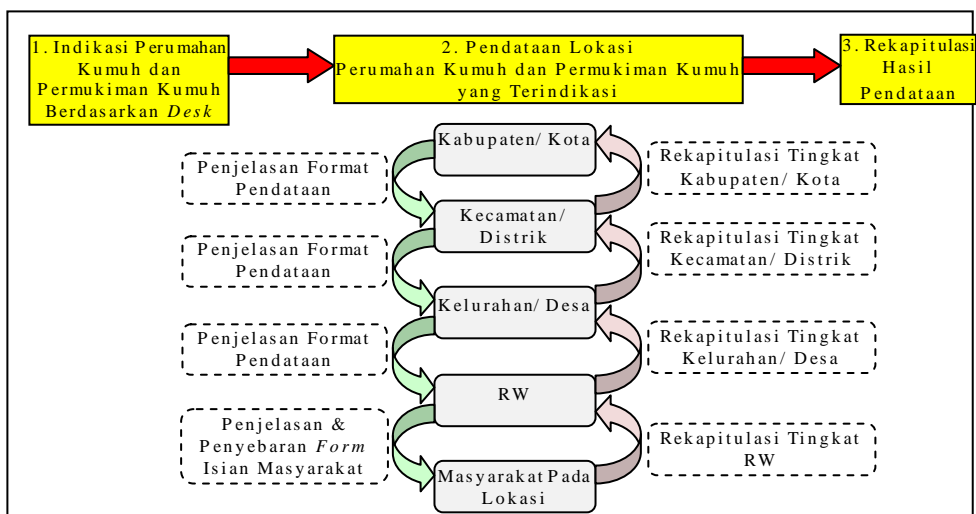 1. Indikasi Perumahan
Kumuh dan
Permukiman Kumuh
Berdasarkan Desk
2. Pendataan Lokasi
Perumahan Kumuh dan Permukiman Kumuh
yang Terindikasi
3. Rekapitulasi
Hasil
Pendataan
Kabupaten/ Kota
Penjelasan Format
Pendataan
Rekapitulasi Tingkat
Kabupaten/ Kota
Kecamatan/
Distrik
Penjelasan Format
Pendataan
Rekapitulasi Tingkat
Kecamatan/ Distrik
Kelurahan/ Desa
Penjelasan Format
Pendataan
Rekapitulasi Tingkat
Kelurahan/ Desa
RW
Penjelasan &
Penyebaran Form
Isian Masyarakat
Rekapitulasi Tingkat
RW
Masyarakat Pada
Lokasi